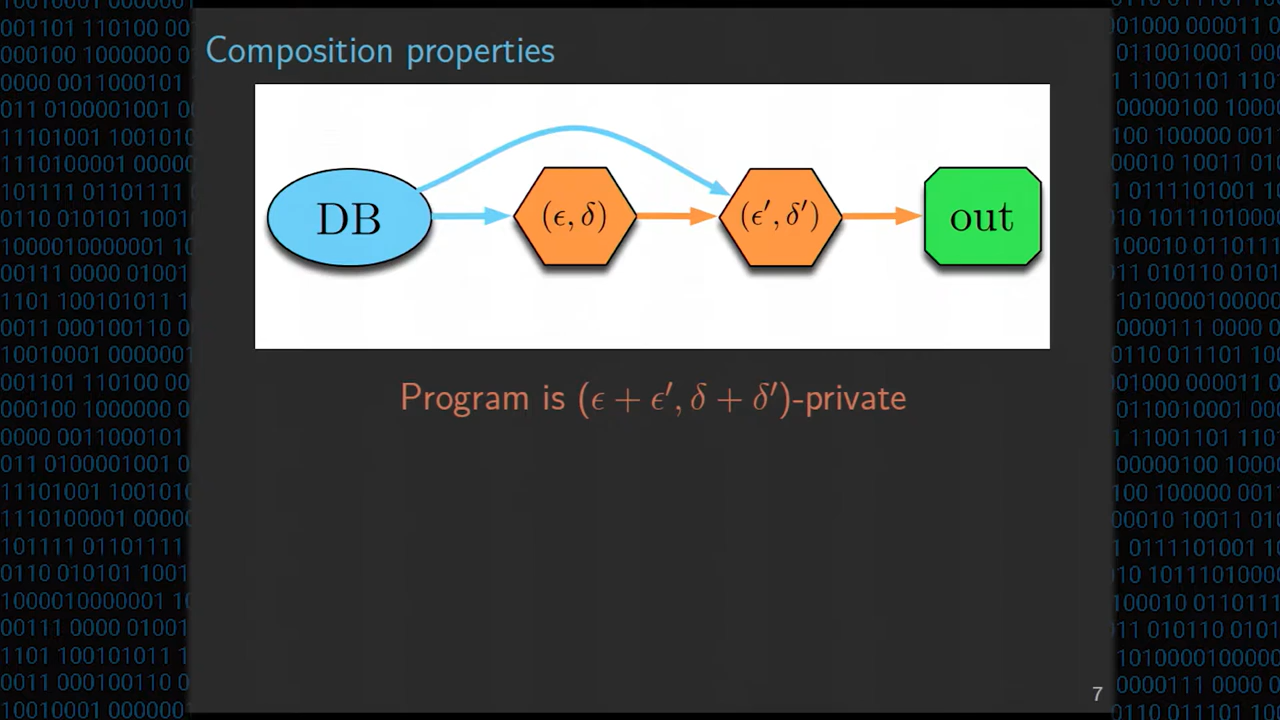 Composition properties
DB
(ϵ, δ)
(ϵ′, δ′)
out
Program is (ϵ + ϵ′, δ + δ′)-private
7